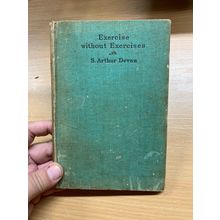 Exercise
without Exercises
S. Arthur Devan